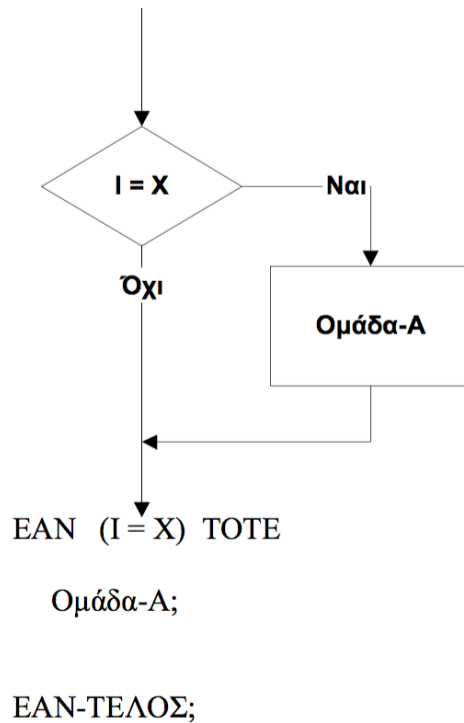 I = X
Ναι
Όχι
Ομάδα-Α
ΕΑΝ (I = X) ΤΟΤΕ
Ομάδα-Α;
ΕΑΝ-ΤΕΛΟΣ;